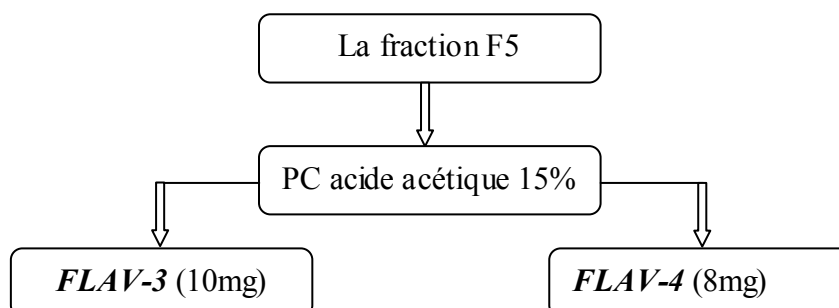 La fraction F5
PC acide acétique 15%
FLAV-3 (10mg)
FLAV-4 (8mg)